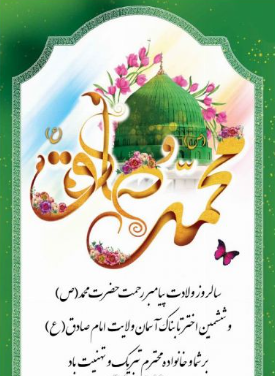 محمد (ص)
و صادق (ع)
سالروز ولادت پیامبر رحمت حضرت محمد (ص)
و ششمین اختر تابناک آسمان ولایت امام صادق (ع)
بر شما و خانواده محترم تبریک و تهنیت باد